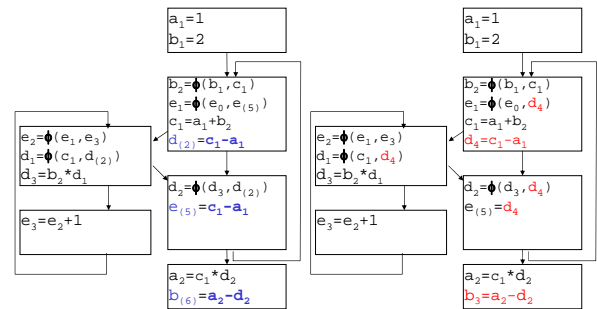 a₁=1
b₁=2
b₂=ϕ(b₁,c₁)
e₁=ϕ(e₀,e₍₅₎)
c₁=a₁+b₂
d₍₂₎=c₁-a₁
e₂=ϕ(e₁,e₃)
d₁=ϕ(c₁,d₍₂₎)
d₃=b₂*d₁
d₂=ϕ(d₃,d₍₂₎)
e₍₅₎=c₁-a₁
e₃=e₂+1
a₂=c₁*d₂
b₍₆₎=a₂-d₂
a₁=1
b₁=2
b₂=ϕ(b₁,c₁)
e₁=ϕ(e₀,d₄)
c₁=a₁+b₂
d₄=c₁-a₁
e₂=ϕ(e₁,e₃)
d₁=ϕ(c₁,d₄)
d₃=b₂*d₁
d₂=ϕ(d₃,d₄)
e₍₅₎=d₄
e₃=e₂+1
a₂=c₁*d₂
b₃=a₂-d₂